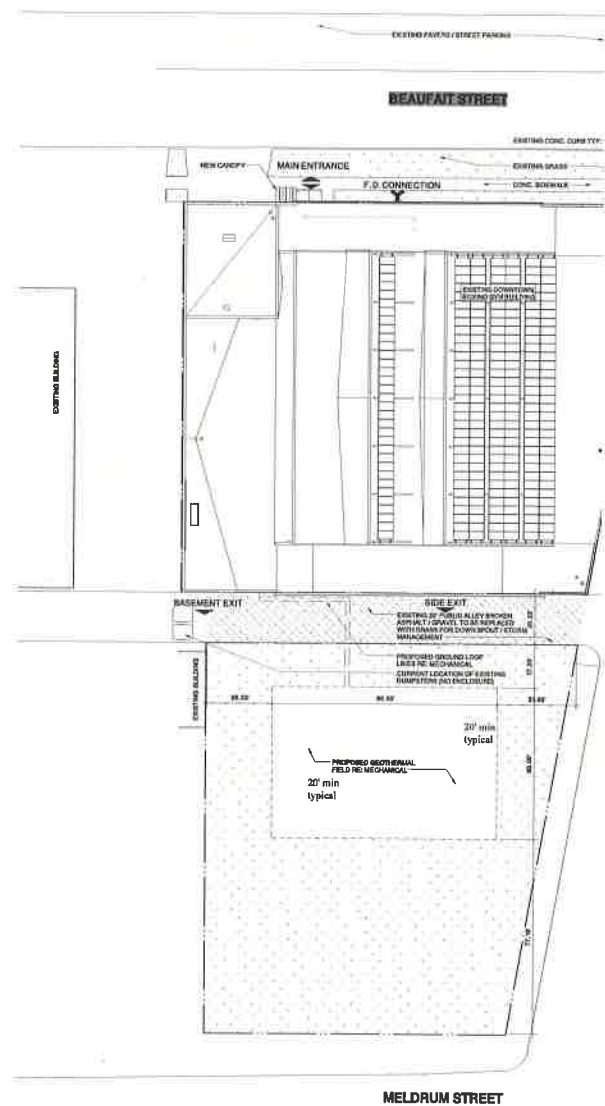 EXISTING PAVERS / STREET PARKING
BEAUFAIT STREET
EXISTING CONC. CURB TYP.
NEW CANOPY
MAIN ENTRANCE
EXISTING GRASS
F.D. CONNECTION
CONC. SIDEWALK
EXISTING DOWNTOWN
BOXING GYM BUILDING
EXISTING BUILDING
BASEMENT EXIT
SIDE EXIT
EXISTING 20' PUBLIC ALLEY BROKEN
ASPHALT / GRAVEL TO BE REPLACED
WITH GRASS FOR DOWN SPOUT / STORM
MANAGEMENT
PROPOSED GROUND LOOP
LINES RE: MECHANICAL
CURRENT LOCATION OF EXISTING
DUMPSTERS (NO ENCLOSURE)
EXISTING BUILDING
20' min
typical
PROPOSED GEOTHERMAL
FIELD RE: MECHANICAL
20' min
typical
MELDRUM STREET